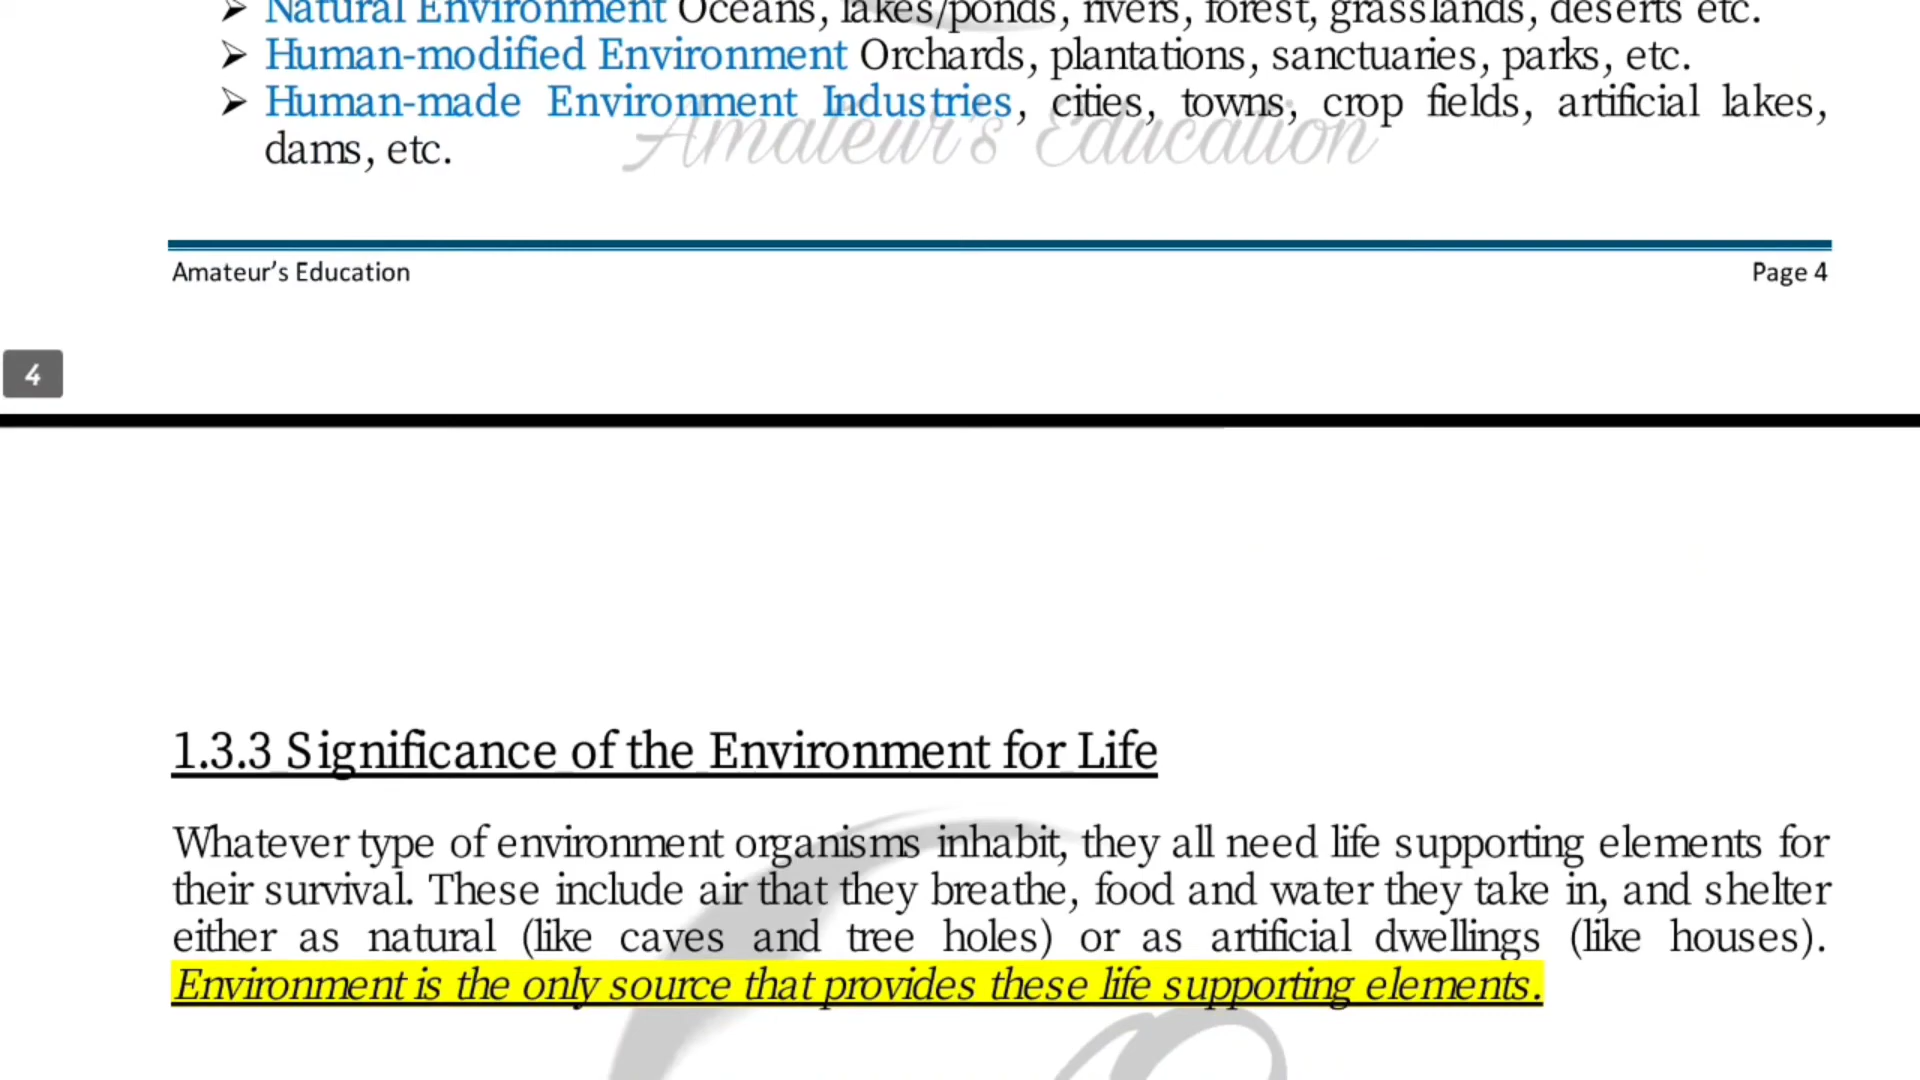 ➢ Natural Environment Oceans, lakes/ponds, rivers, forest, grasslands, deserts etc.
➢ Human-modified Environment Orchards, plantations, sanctuaries, parks, etc.
➢ Human-made Environment Industries, cities, towns, crop fields, artificial lakes,
dams, etc.
Amateur's Education
Amateur’s Education Page 4
4
1.3.3 Significance of the Environment for Life
Whatever type of environment organisms inhabit, they all need life supporting elements for
their survival. These include air that they breathe, food and water they take in, and shelter
either as natural (like caves and tree holes) or as artificial dwellings (like houses).
Environment is the only source that provides these life supporting elements.